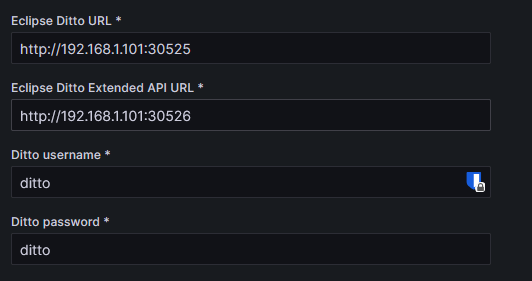 Eclipse Ditto URL *
http://192.168.1.101:30525
Eclipse Ditto Extended API URL *
http://192.168.1.101:30526
Ditto username *
ditto
Ditto password *
ditto